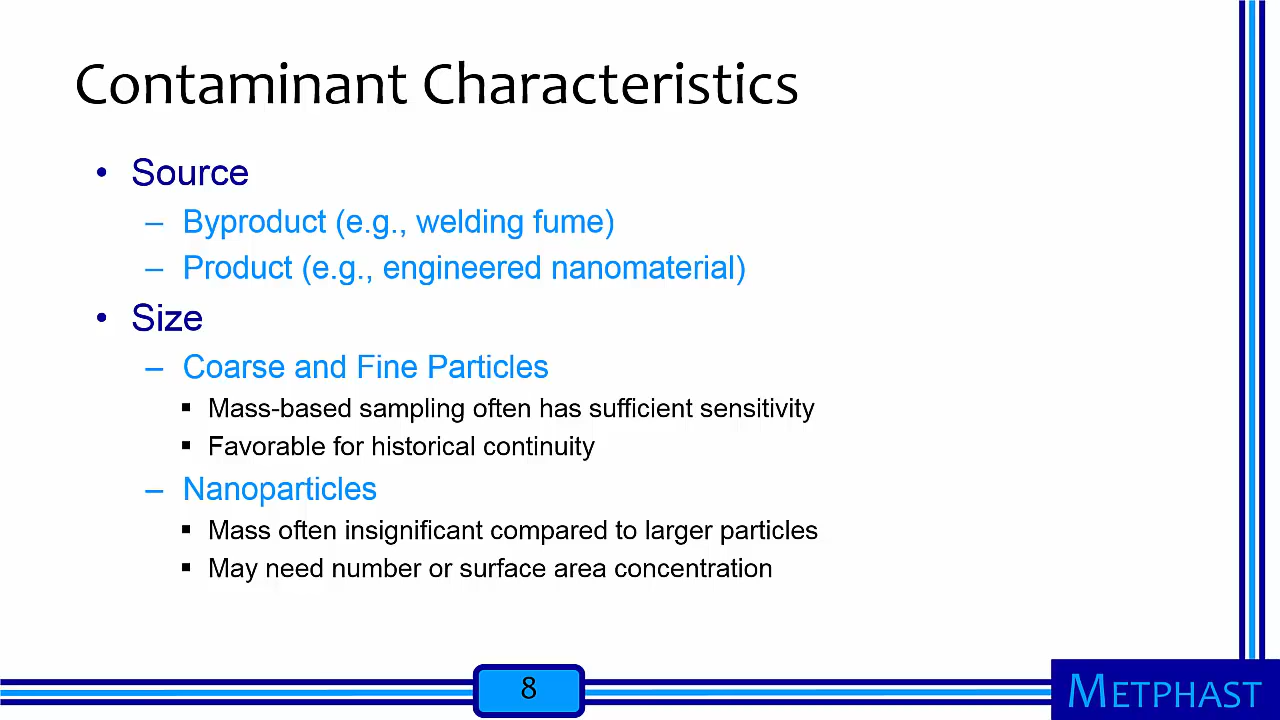 Contaminant Characteristics
• Source
– Byproduct (e.g., welding fume)
– Product (e.g., engineered nanomaterial)
• Size
– Coarse and Fine Particles
▪ Mass-based sampling often has sufficient sensitivity
▪ Favorable for historical continuity
– Nanoparticles
▪ Mass often insignificant compared to larger particles
▪ May need number or surface area concentration
8
METPHAST